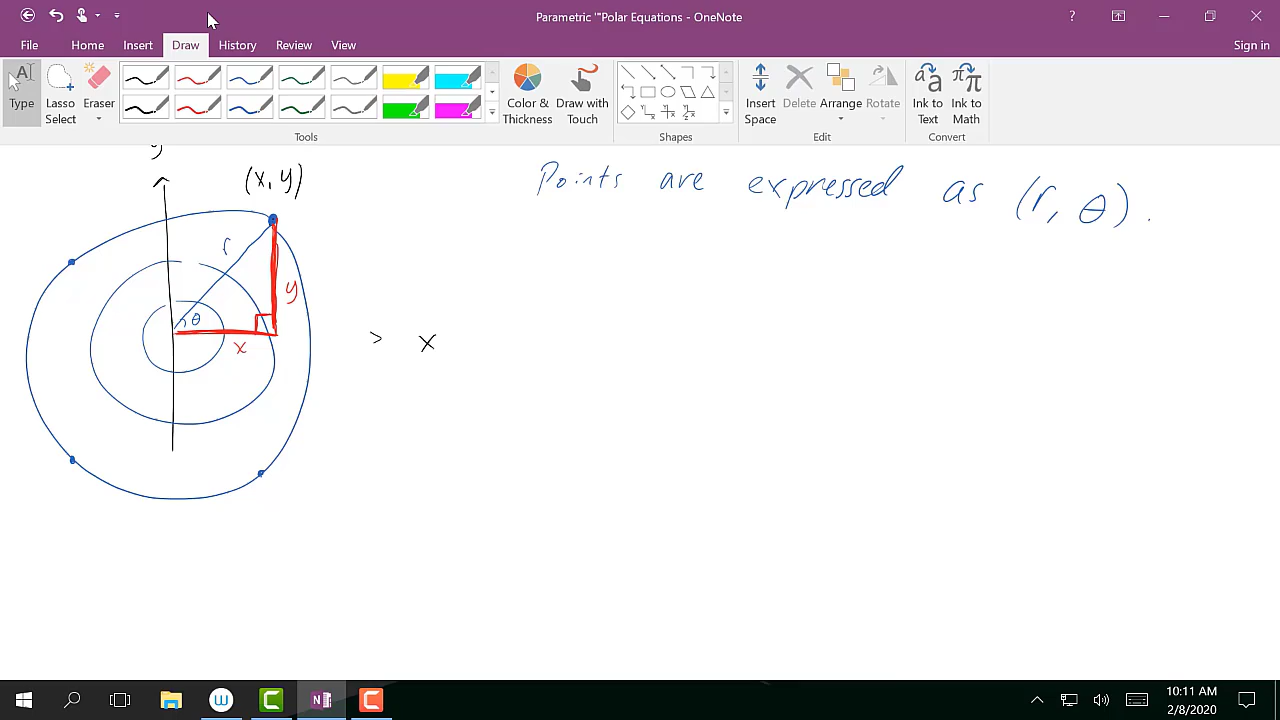 Parametric '"Polar Equations - OneNote
?
File Home Insert Draw History Review View
Sign in
Type
Lasso Select
Eraser
Color & Thickness
Draw with Touch
Insert Space
Delete
Arrange
Rotate
Ink to Text
Ink to Math
Tools
Shapes
Edit
Convert
y
(x, y)
Points are expressed as (r, θ).
r
y
θ
x
> x
10:11 AM
2/8/2020